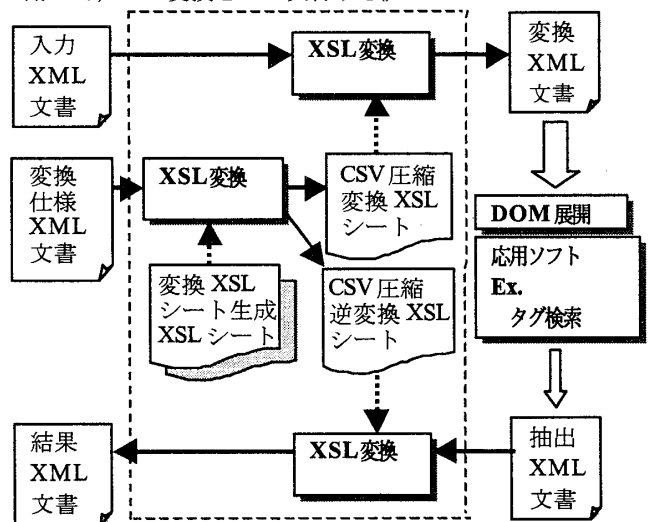 入力
XML
文書
XSL変換
変換
XML
文書
変換
仕様
XML
文書
XSL変換
CSV圧縮
変換XSL
シート
DOM展開
応用ソフト
Ex.
タグ検索
変換XSL
シート生成
XSLシート
CSV圧縮
逆変換XSL
シート
結果
XML
文書
XSL変換
抽出
XML
文書